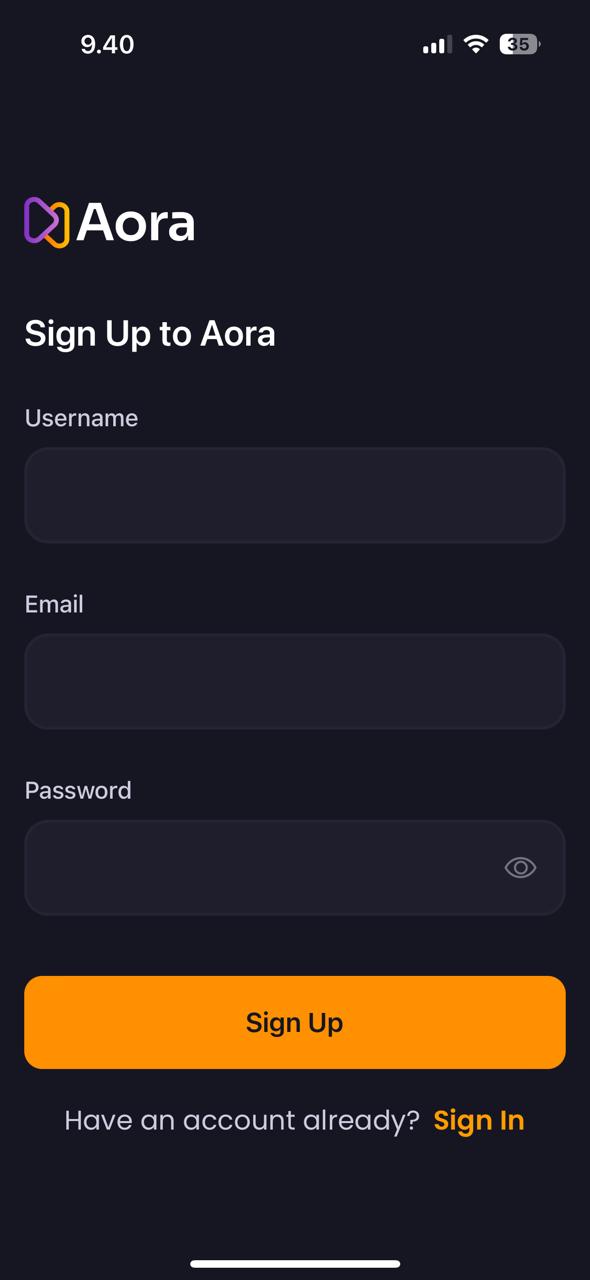 9.40
35
Aora
Sign Up to Aora
Username
Email
Password
Sign Up
Have an account already? Sign In